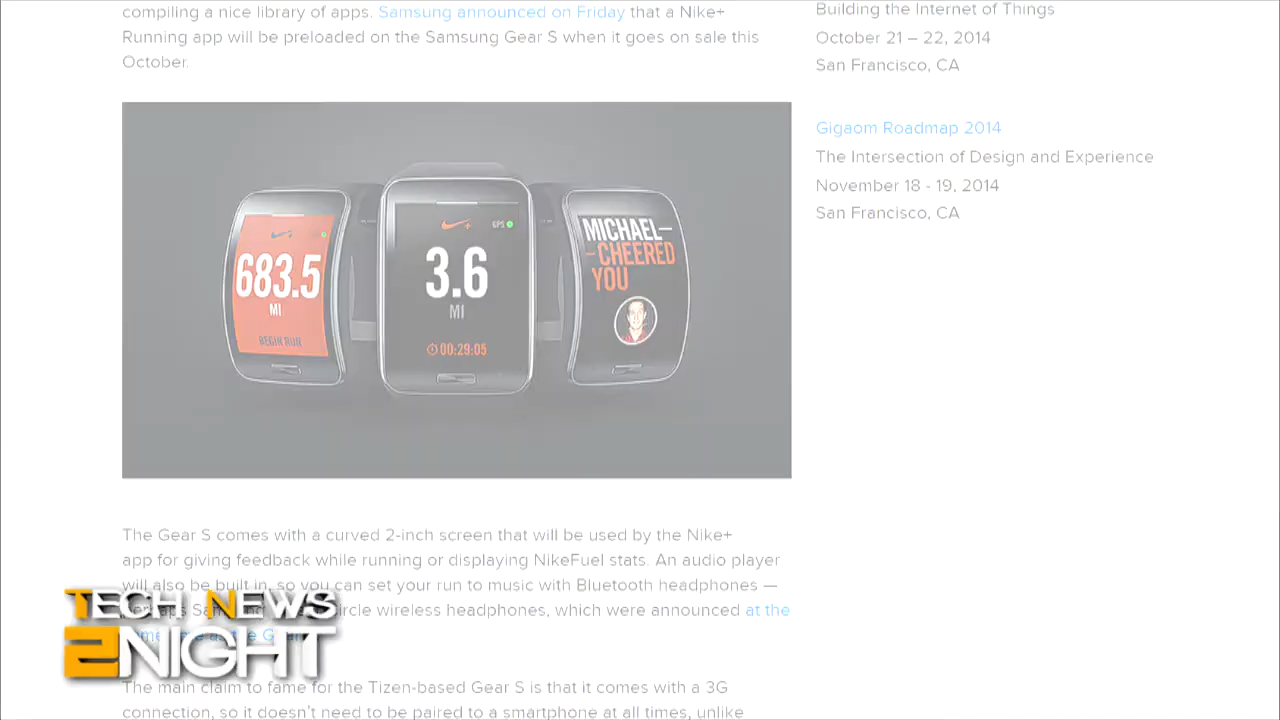 compiling a nice library of apps. Samsung announced on Friday that a Nike+
Running app will be preloaded on the Samsung Gear S when it goes on sale this
October.
683.5
MI
BEGIN RUN
GPS
3.6
MI
00:29:05
MICHAEL—
—CHEERED
YOU
The Gear S comes with a curved 2-inch screen that will be used by the Nike+
app for giving feedback while running or displaying NikeFuel stats. An audio player
will also be built in, so you can set your run to music with Bluetooth headphones —
Circle wireless headphones, which were announced at the
The main claim to fame for the Tizen-based Gear S is that it comes with a 3G
connection, so it doesn't need to be paired to a smartphone at all times, unlike
Building the Internet of Things
October 21 – 22, 2014
San Francisco, CA
Gigaom Roadmap 2014
The Intersection of Design and Experience
November 18 - 19, 2014
San Francisco, CA
TECH NEWS
2NIGHT